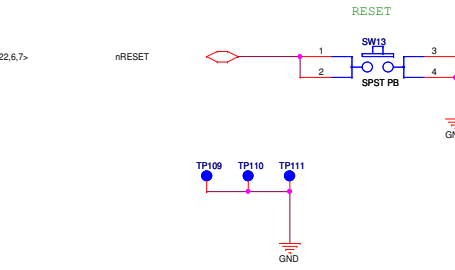 RESET
22,6,7>
nRESET
SW13
1
3
2
4
SPST PB
TP109
TP110
TP111
GND